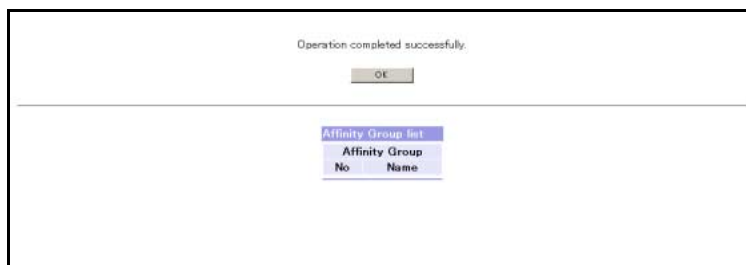 Operation completed successfully.
OK
Affinity Group list
Affinity Group
No Name